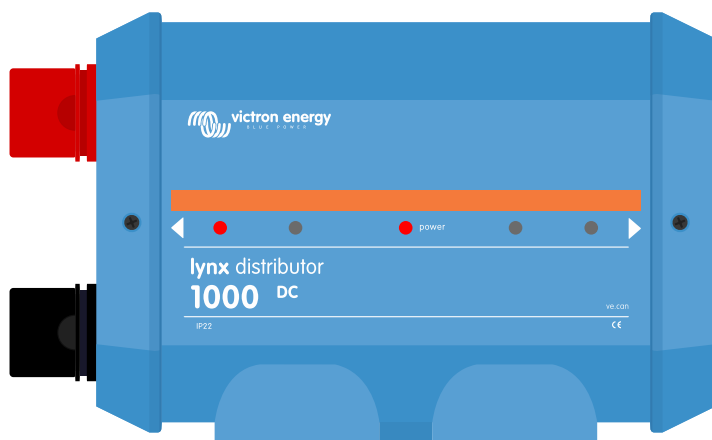 victron energy
BLUE POWER
power
lynx distributor
1000 DC
ve.can
IP22
CE